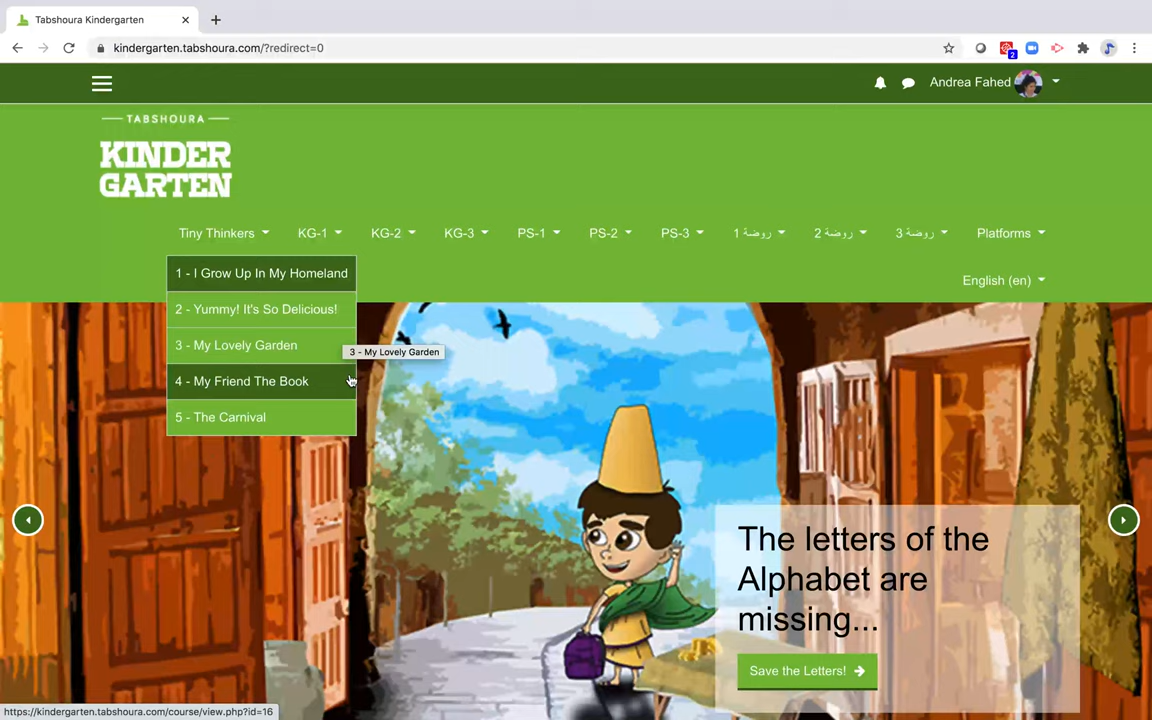 Tabshoura Kindergarten
kindergarten.tabshoura.com/?redirect=0
2
Andrea Fahed
TABSHOURA
KINDER
GARTEN
Tiny Thinkers KG-1 KG-2 KG-3 PS-1 PS-2 PS-3 روضة 1 روضة 2 روضة 3 Platforms
English (en)
1 - I Grow Up In My Homeland
2 - Yummy! It's So Delicious!
3 - My Lovely Garden
3 - My Lovely Garden
4 - My Friend The Book
5 - The Carnival
The letters of the
Alphabet are
missing...
Save the Letters!
https://kindergarten.tabshoura.com/course/view.php?id=16